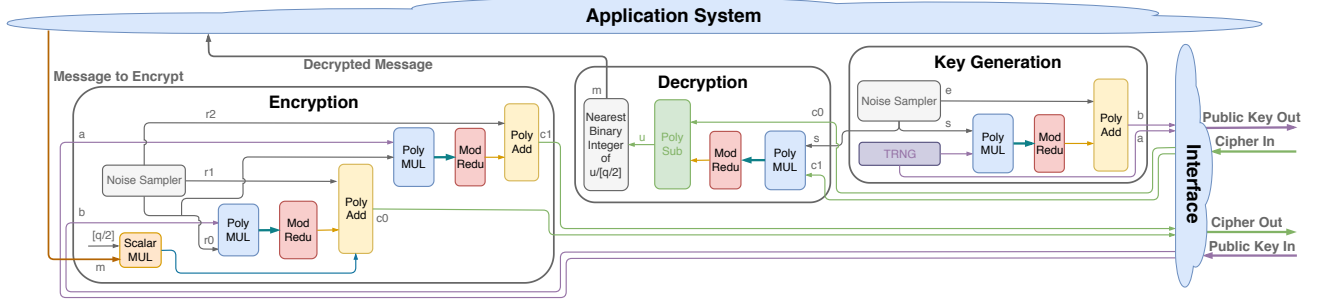 Application System
Message to Encrypt
Decrypted Message
Encryption
r2
a
Noise Sampler
r1
b
r0
[q/2]
m
Scalar
MUL
Poly
MUL
Mod
Redu
Poly
Add
c0
Poly
MUL
Mod
Redu
Poly
Add
c1
Decryption
m
Nearest
Binary
Integer
of
u/[q/2]
u
Poly
Sub
Mod
Redu
Poly
MUL
c0
s
c1
Key Generation
Noise Sampler
e
s
TRNG
Poly
MUL
Mod
Redu
Poly
Add
b
a
Interface
Public Key Out
Cipher In
Cipher Out
Public Key In